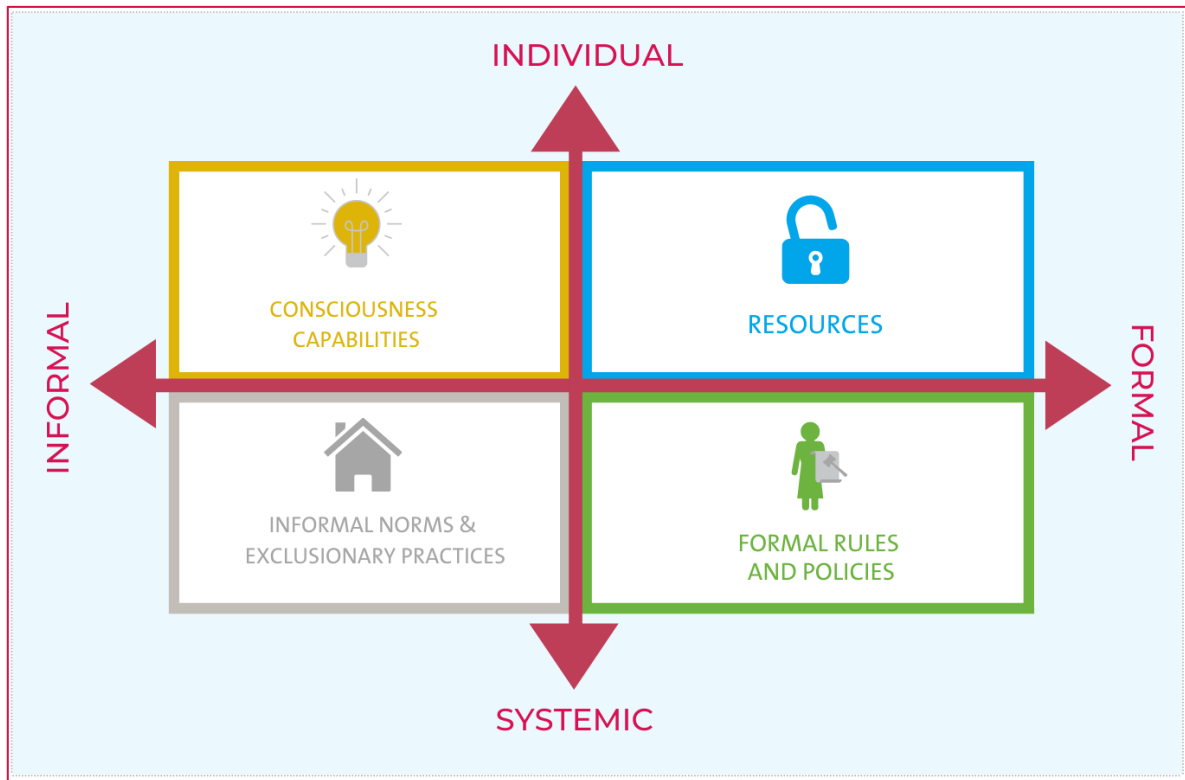 INDIVIDUAL
CONSCIOUSNESS
CAPABILITIES
RESOURCES
INFORMAL
FORMAL
INFORMAL NORMS &
EXCLUSIONARY PRACTICES
FORMAL RULES
AND POLICIES
SYSTEMIC